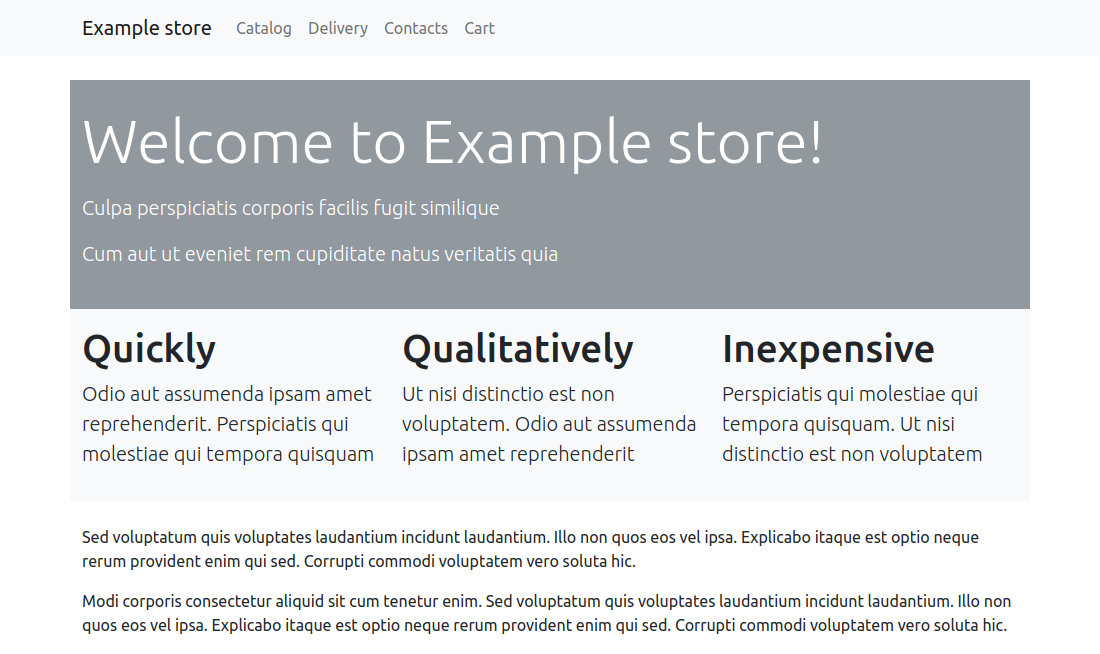 Example store Catalog Delivery Contacts Cart
Welcome to Example store!
Culpa perspiciatis corporis facilis fugit similique
Cum aut ut eveniet rem cupiditate natus veritatis quia
Quickly
Odio aut assumenda ipsam amet
reprehenderit. Perspiciatis qui
molestiae qui tempora quisquam
Qualitatively
Ut nisi distinctio est non
voluptatem. Odio aut assumenda
ipsam amet reprehenderit
Inexpensive
Perspiciatis qui molestiae qui
tempora quisquam. Ut nisi
distinctio est non voluptatem
Sed voluptatum quis voluptates laudantium incidunt laudantium. Illo non quos eos vel ipsa. Explicabo itaque est optio neque
rerum provident enim qui sed. Corrupti commodi voluptatem vero soluta hic.
Modi corporis consectetur aliquid sit cum tenetur enim. Sed voluptatum quis voluptates laudantium incidunt laudantium. Illo non
quos eos vel ipsa. Explicabo itaque est optio neque rerum provident enim qui sed. Corrupti commodi voluptatem vero soluta hic.